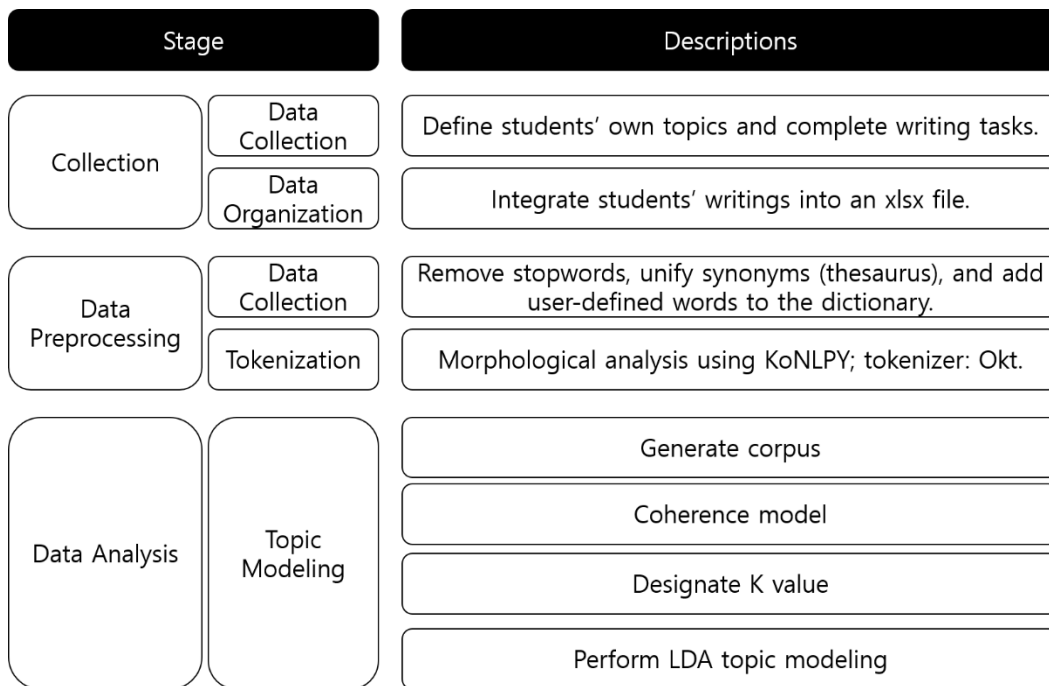 Stage
Descriptions
Collection
Data
Collection
Define students’ own topics and complete writing tasks.
Data
Organization
Integrate students’ writings into an xlsx file.
Data
Preprocessing
Data
Collection
Remove stopwords, unify synonyms (thesaurus), and add
user-defined words to the dictionary.
Tokenization
Morphological analysis using KoNLPY; tokenizer: Okt.
Data Analysis
Topic
Modeling
Generate corpus
Coherence model
Designate K value
Perform LDA topic modeling